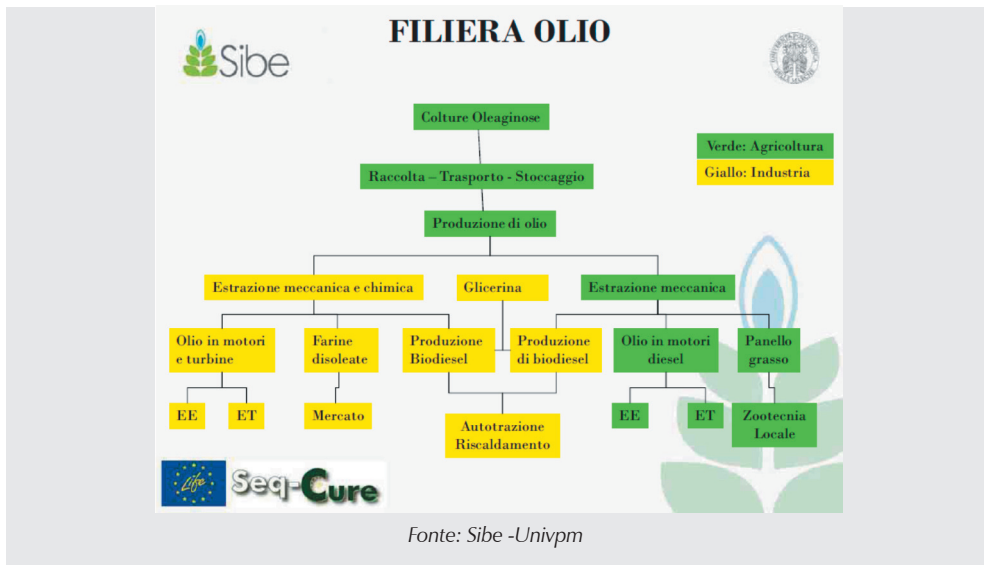 FILIERA OLIO
Sibe
Colture Oleaginose
Verde: Agricoltura
Giallo: Industria
Raccolta – Trasporto - Stoccaggio
Produzione di olio
Estrazione meccanica e chimica
Glicerina
Estrazione meccanica
Olio in motori
e turbine
Farine
disoleate
Produzione
Biodiesel
Produzione
di biodiesel
Olio in motori
diesel
Panello
grasso
EE
ET
Mercato
Autotrazione
Riscaldamento
EE
ET
Zootecnia
Locale
Life
Seq-Cure
Fonte: Sibe -Univpm